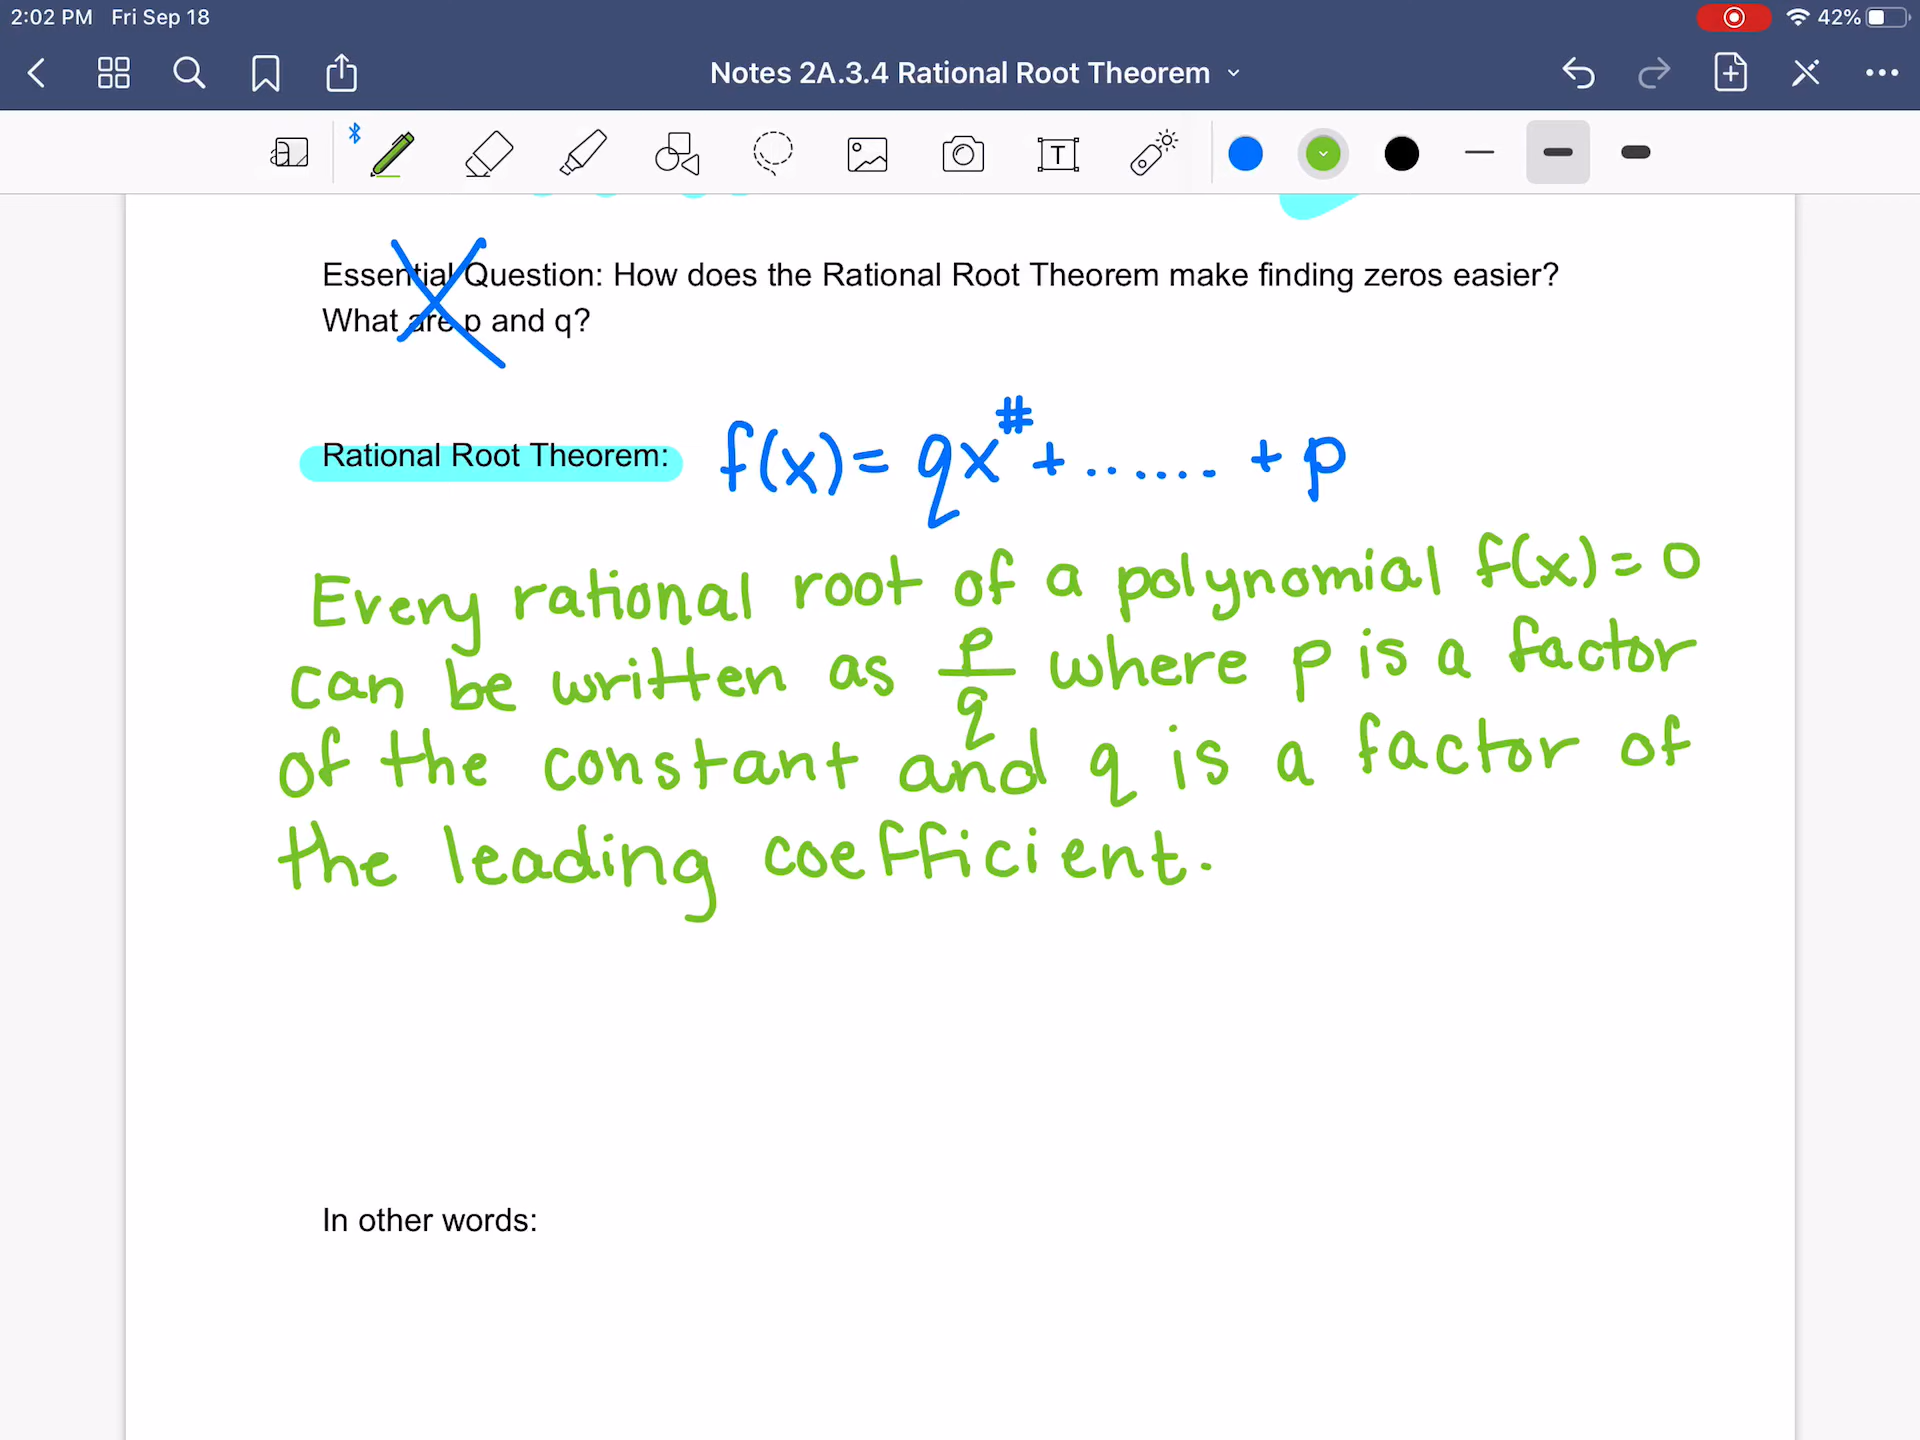 2:02 PM Fri Sep 18
42%
Notes 2A.3.4 Rational Root Theorem
Essential Question: How does the Rational Root Theorem make finding zeros easier?
What are p and q?
Rational Root Theorem: f(x) = qx^# + ...... + p
Every rational root of a polynomial f(x) = 0
can be written as p/q where p is a factor
of the constant and q is a factor of
the leading coefficient.
In other words: